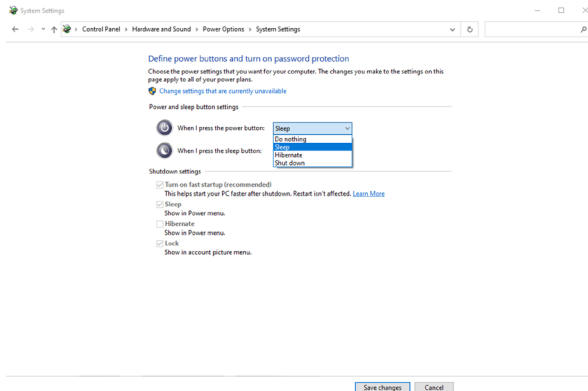 System Settings
Control Panel > Hardware and Sound > Power Options > System Settings
Define power buttons and turn on password protection
Choose the power settings that you want for your computer. The changes you make to the settings on this
page apply to all of your power plans.
Change settings that are currently unavailable
Power and sleep button settings
When I press the power button: Sleep
Do nothing
Sleep
When I press the sleep button:
Hibernate
Shut down
Shutdown settings
Turn on fast startup (recommended)
This helps start your PC faster after shutdown. Restart isn't affected. Learn More
Sleep
Show in Power menu.
Hibernate
Show in Power menu.
Lock
Show in account picture menu.
Save changes Cancel